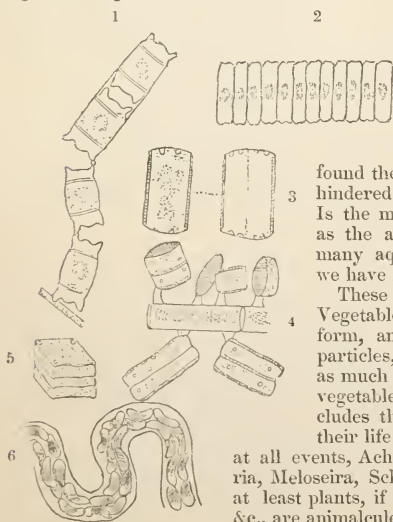 1 2
found the
hindered
3
Is the m
as the a
many aq
we have
These
Vegetable
4
form, an
particles,
5
as much
vegetable
cludes th
their life
6
at all events, Ach
ria, Meloseira, Scl
at least plants, if
&c., are animalcul